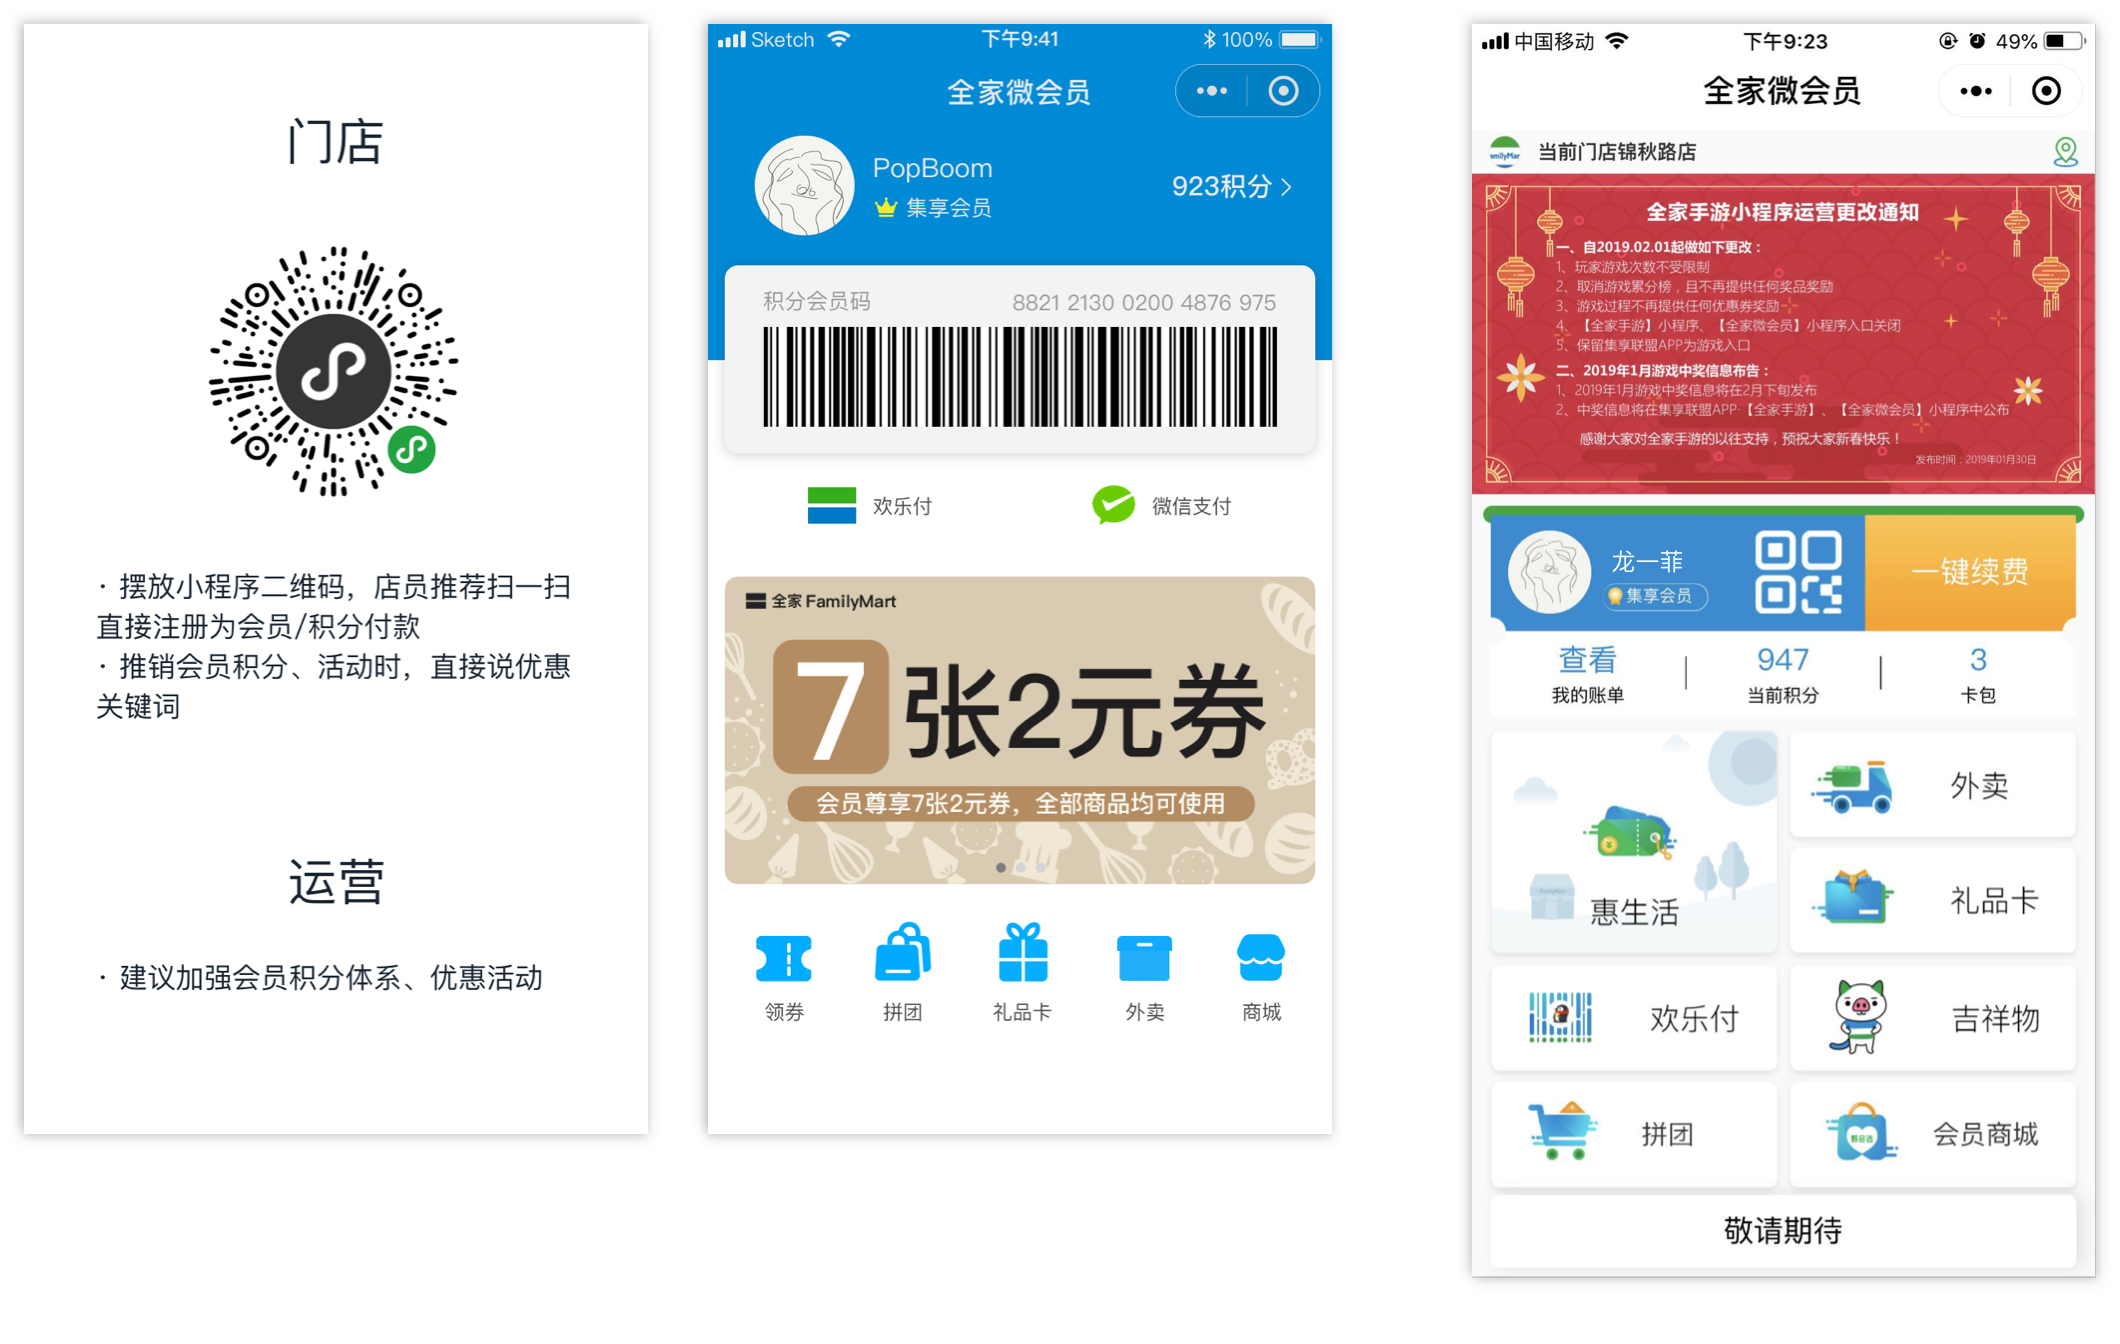 门店
· 摆放小程序二维码，店员推荐扫一扫
直接注册为会员/积分付款
· 推销会员积分、活动时，直接说优惠
关键词
运营
· 建议加强会员积分体系、优惠活动
Sketch 下午9:41 100%
全家微会员
PopBoom
集享会员
923积分
积分会员码 8821 2130 0200 4876 975
欢乐付 微信支付
全家 FamilyMart
7张2元券
会员尊享7张2元券，全部商品均可使用
领券 拼团 礼品卡 外卖 商城
中国移动 下午9:23 49%
全家微会员
当前门店锦秋路店
全家手游小程序运营更改通知
一、自2019.02.01起做如下更改：
1、玩家游戏次数不受限制
2、取消游戏累分榜，且不再提供任何奖品奖励
3、游戏过程不再提供任何优惠券奖励
4、【全家手游】小程序、【全家微会员】小程序入口关闭
5、保留集享联盟APP为游戏入口
二、2019年1月游戏中奖信息布告：
1、2019年1月游戏中奖信息将在2月下旬发布
2、中奖信息将在集享联盟APP·【全家手游】、【全家微会员】小程序中公布
感谢大家对全家手游的以往支持，预祝大家新春快乐！
发布时间：2019年01月30日
龙一菲
集享会员
一键续费
查看 947 3
我的账单 当前积分 卡包
惠生活
外卖
礼品卡
欢乐付
吉祥物
拼团
会员商城
敬请期待